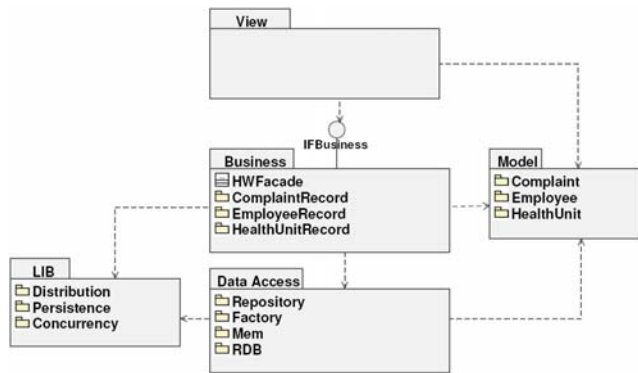 View
IFBusiness
Business
HWFacade
ComplaintRecord
EmployeeRecord
HealthUnitRecord
Model
Complaint
Employee
HealthUnit
LIB
Distribution
Persistence
Concurrency
Data Access
Repository
Factory
Mem
RDB